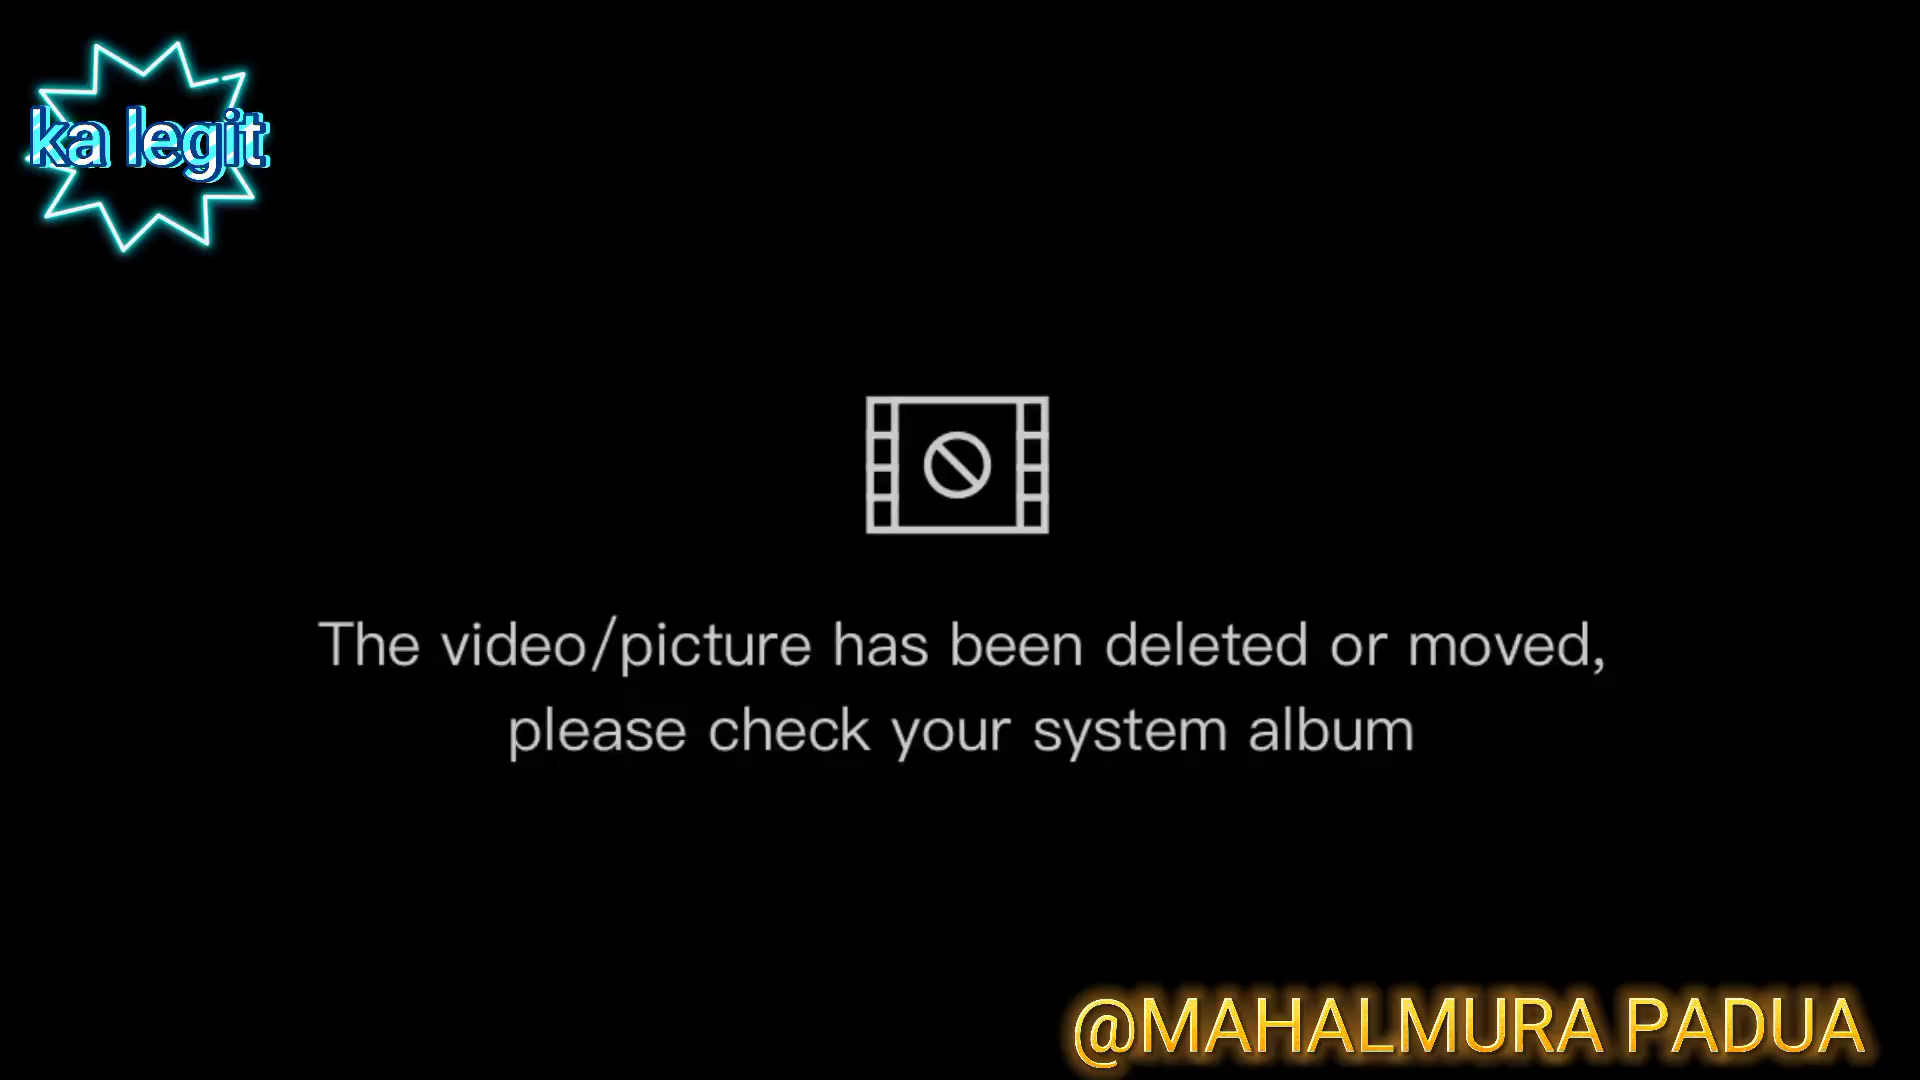 ka legit
The video/picture has been deleted or moved,
please check your system album
@MAHALMURA PADUA